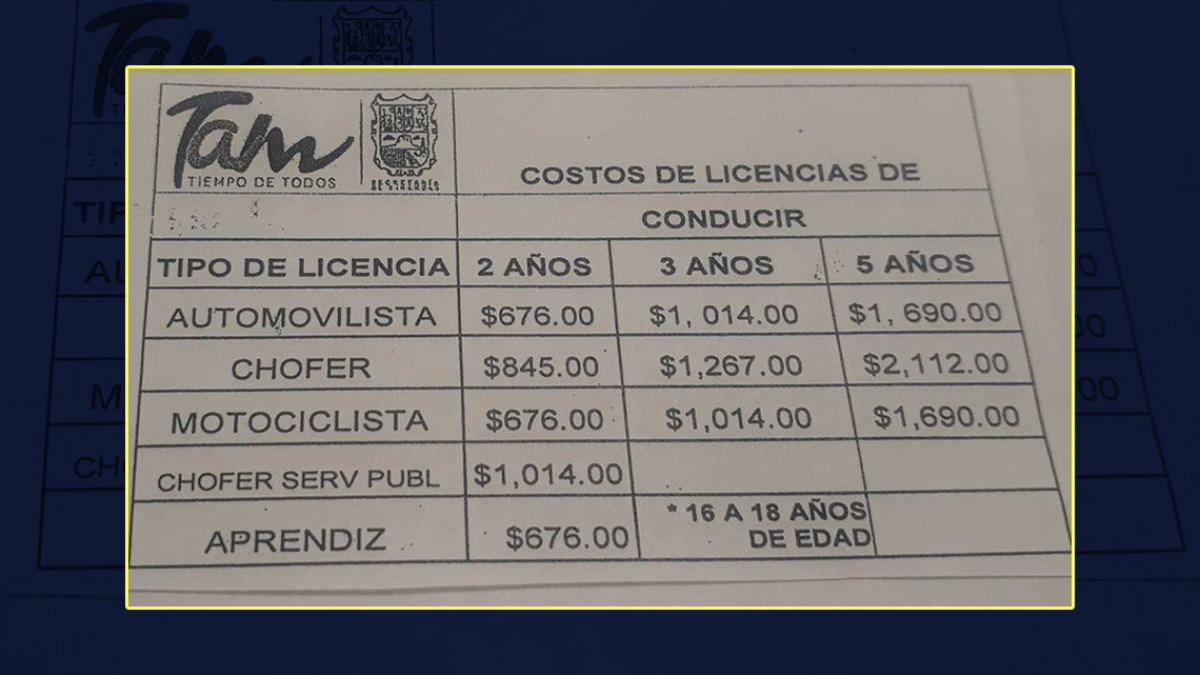 Tam
TIEMPO DE TODOS
COSTOS DE LICENCIAS DE
CONDUCIR
TIPO DE LICENCIA 2 AÑOS 3 AÑOS 5 AÑOS
AUTOMOVILISTA $676.00 $1, 014.00 $1, 690.00
CHOFER $845.00 $1,267.00 $2,112.00
MOTOCICLISTA $676.00 $1,014.00 $1,690.00
CHOFER SERV PUBL $1,014.00
APRENDIZ $676.00 * 16 A 18 AÑOS
DE EDAD